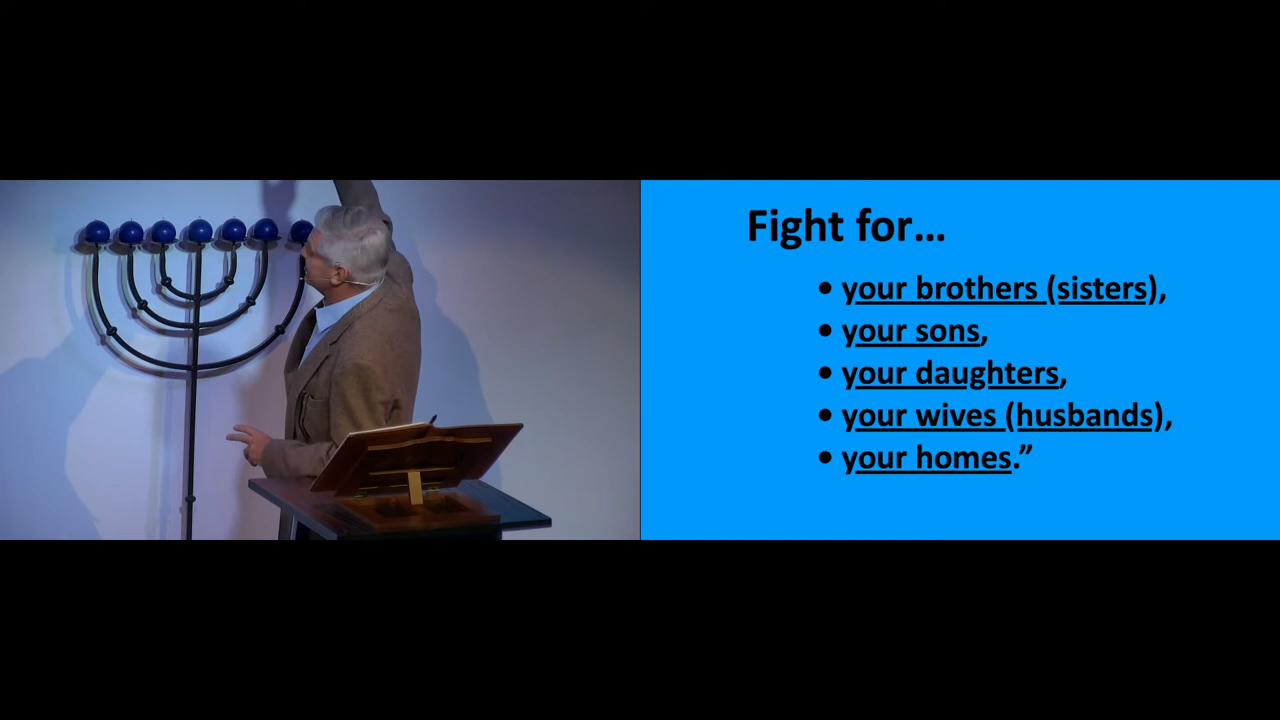 Fight for…
• your brothers (sisters),
• your sons,
• your daughters,
• your wives (husbands),
• your homes.”